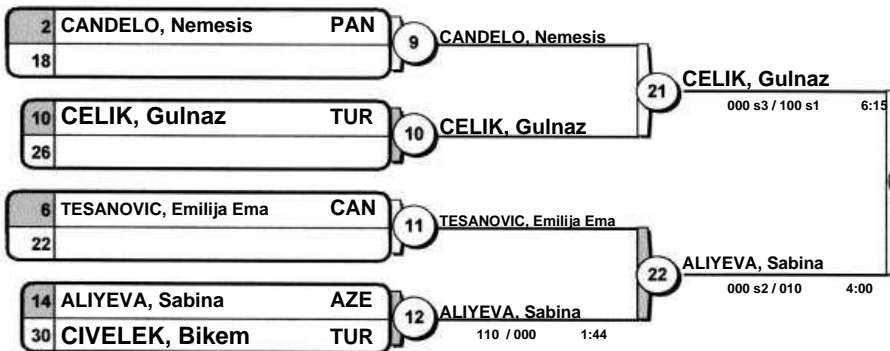 2 CANDELO, Nemesis PAN
18
9 CANDELO, Nemesis
10 CELIK, Gulnaz TUR
26
10 CELIK, Gulnaz
21 CELIK, Gulnaz
000 s3 / 100 s1 6:15
6 TESANOVIC, Emilija Ema CAN
22
11 TESANOVIC, Emilija Ema
14 ALIYEVA, Sabina AZE
30 CIVELEK, Bikem TUR
12 ALIYEVA, Sabina
110 / 000 1:44
22 ALIYEVA, Sabina
000 s2 / 010 4:00